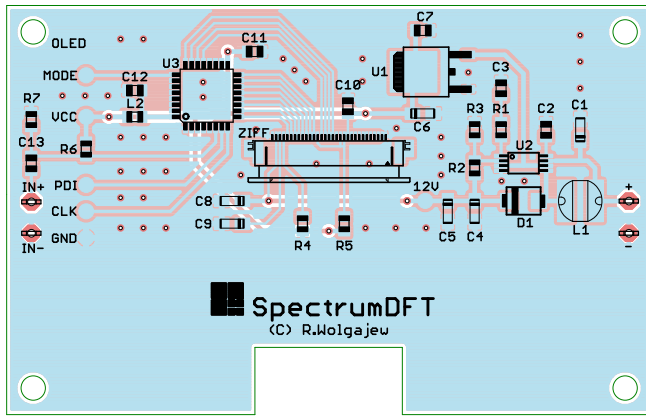 OLED
C7
C11
U3
U1
MODE
C12
C3
R7
L2
C10
VCC
C6
R3
R1
C2
C1
ZIFF
C13
R6
U2
R2
IN+
PDI
12V
+
C8
CLK
C9
C5
C4
D1
L1
R4
R5
IN-
GND
-
SpectrumDFT
(C) R.Wolgajew